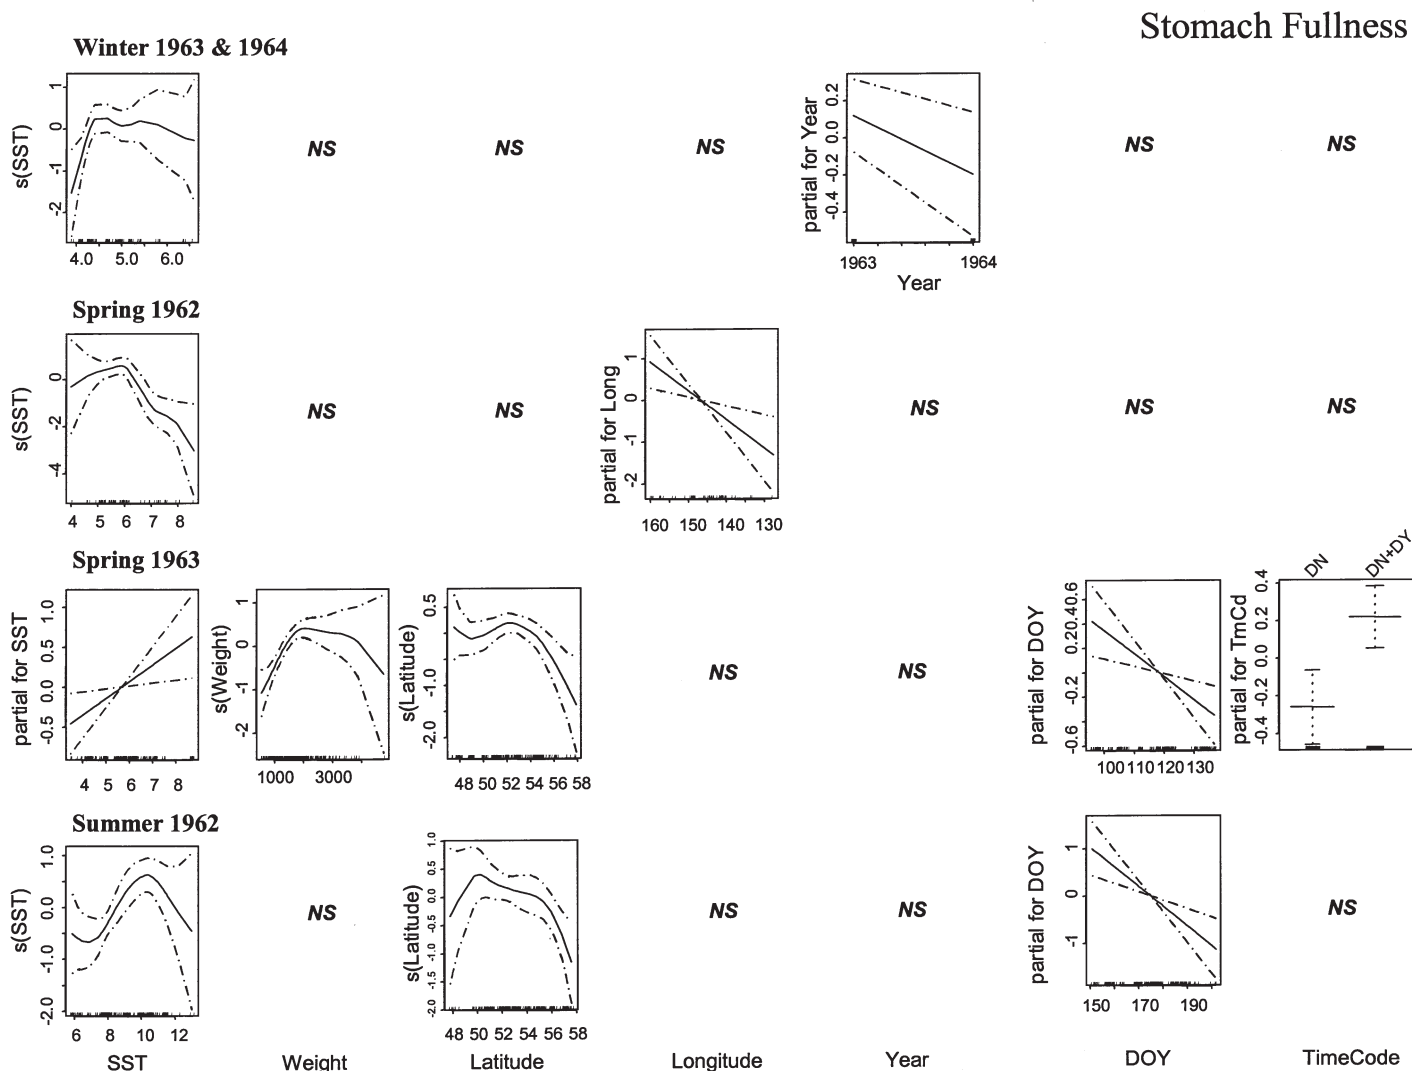 Stomach Fullness
Winter 1963 & 1964
s(SST)
1
0
-1
-2
4.0 5.0 6.0
NS
NS
NS
partial for Year
0.2
0.0
-0.2
-0.4
1963 1964
Year
NS
NS
Spring 1962
s(SST)
0
-2
-4
4 5 6 7 8
NS
NS
partial for Long
1
0
-1
-2
160 150 140 130
NS
NS
NS
Spring 1963
partial for SST
1.0
0.5
0.0
-0.5
4 5 6 7 8
s(Weight)
1
0
-1
-2
1000 3000
s(Latitude)
0.5
-1.0
-2.0
48 50 52 54 56 58
NS
NS
partial for DOY
0.20.40.6
-0.2
-0.6
100 110 120 130
DN
DN+DY
partial for TmCd
0.4
0.2
0.0
-0.2
-0.4
Summer 1962
s(SST)
1.0
0.0
-1.0
-2.0
6 8 10 12
NS
s(Latitude)
1.0
0.5
0.0
-0.5
-1.0
-1.5
-2.0
48 50 52 54 56 58
NS
NS
partial for DOY
1
0
-1
150 170 190
NS
SST Weight Latitude Longitude Year DOY TimeCode